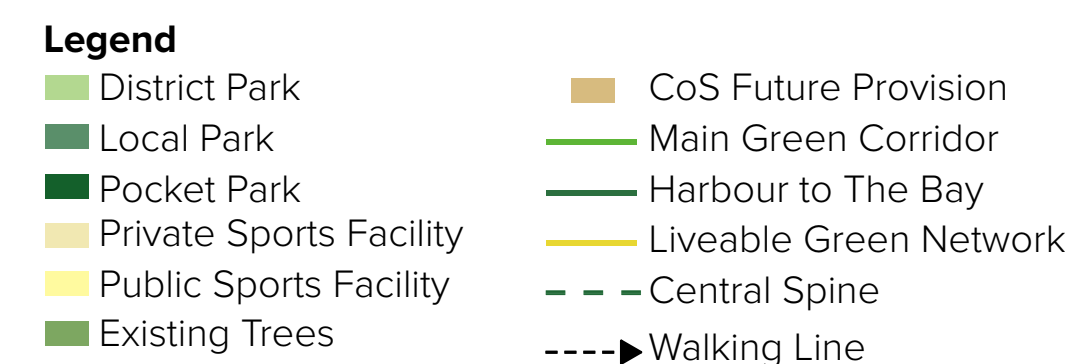 Legend
District Park
Local Park
Pocket Park
Private Sports Facility
Public Sports Facility
Existing Trees
CoS Future Provision
Main Green Corridor
Harbour to The Bay
Liveable Green Network
Central Spine
Walking Line